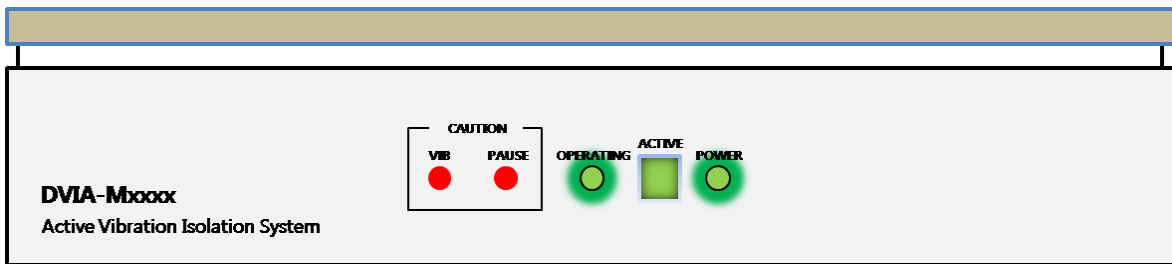 CAUTION
VIB PAUSE OPERATING ACTIVE POWER
DVIA-Mxxxx
Active Vibration Isolation System